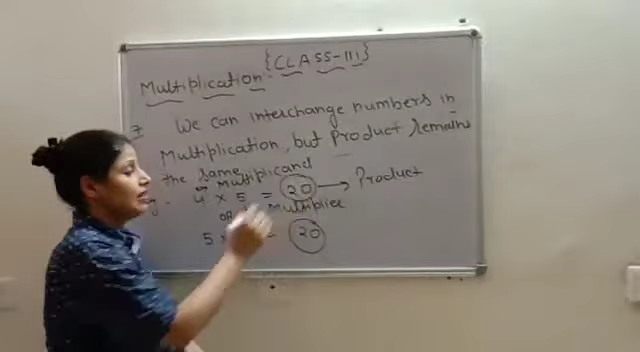 {CLASS-III}
Multiplication:
7. We can interchange numbers in
Multiplication, but Product remains
the same.
Multiplicand
4 x 5 = 20 → Product
OR Multiplier
5 = 20